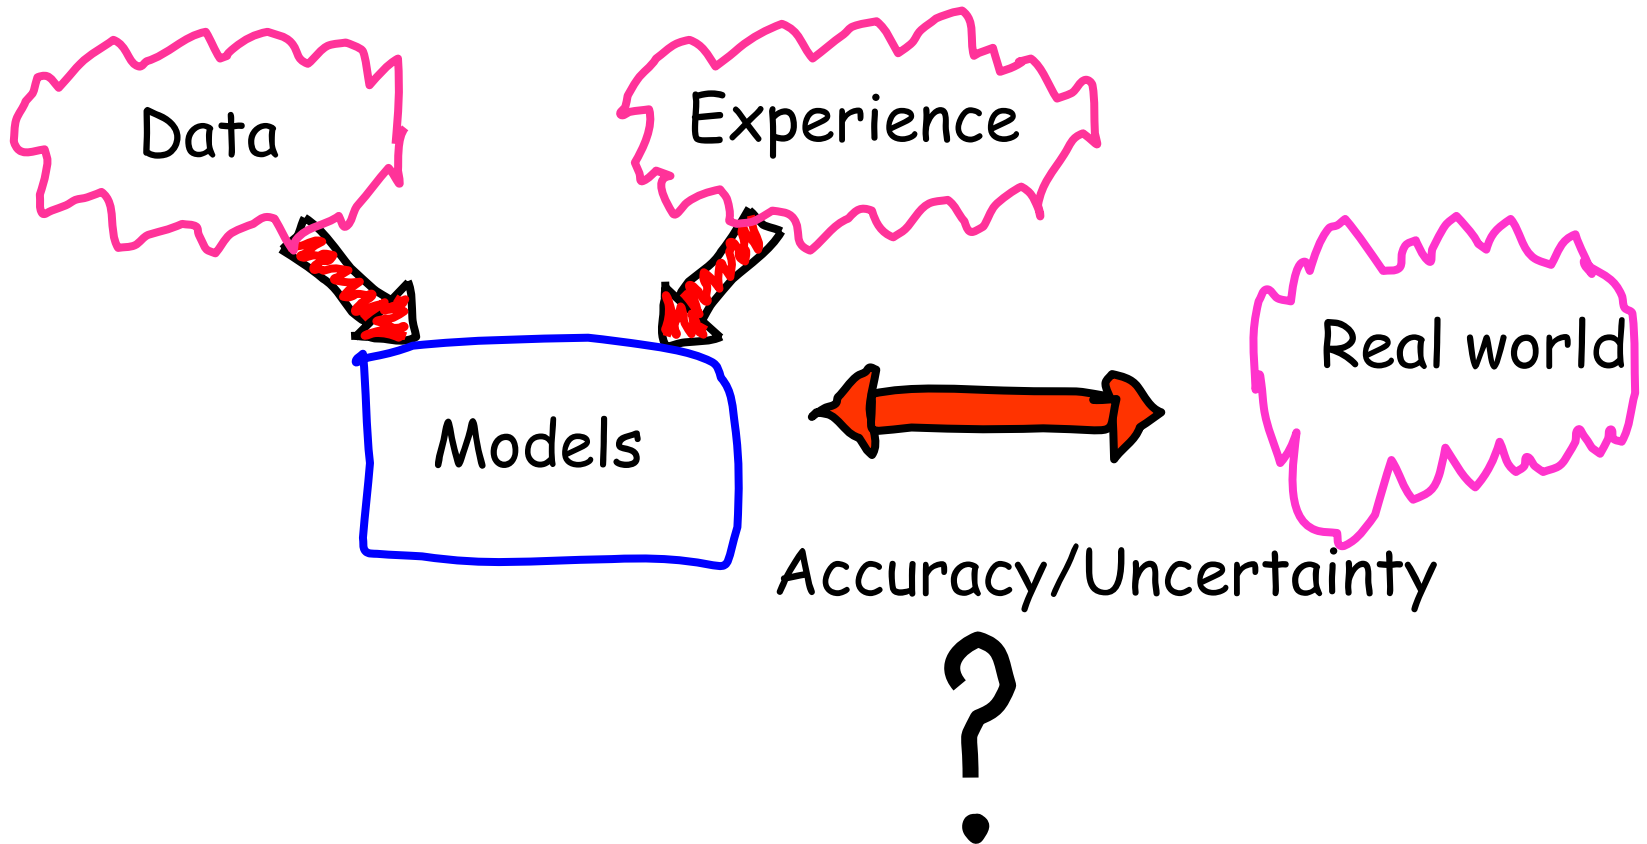 Data
Experience
Real world
Models
Accuracy/Uncertainty
?